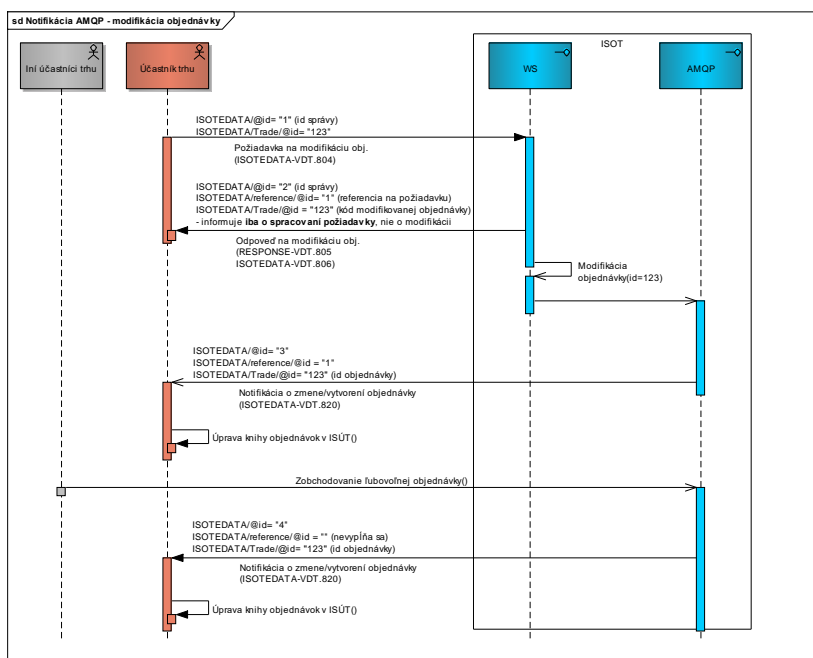 sd Notifikácia AMQP - modifikácia objednávky
ISOT
Iní účastníci trhu
Účastník trhu
WS
AMQP
ISOTEDATA/@id= "1" (id správy)
ISOTEDATA/Trade/@id= "123"
Požiadavka na modifikáciu obj.
(ISOTEDATA-VDT.804)
ISOTEDATA/@id= "2" (id správy)
ISOTEDATA/reference/@id= "1" (referencia na požiadavku)
ISOTEDATA/Trade/@id = "123" (kód modifikovanej objednávky)
- informuje iba o spracovaní požiadavky, nie o modifikácii
Odpoveď na modifikáciu obj.
(RESPONSE-VDT.805
ISOTEDATA-VDT.806)
Modifikácia
objednávky(id=123)
ISOTEDATA/@id= "3"
ISOTEDATA/reference/@id = "1"
ISOTEDATA/Trade/@id= "123" (id objednávky)
Notifikácia o zmene/vytvorení objednávky
(ISOTEDATA-VDT.820)
Úprava knihy objednávok v ISÚT()
Zobchodovanie ľubovoľnej objednávky()
ISOTEDATA/@id= "4"
ISOTEDATA/reference/@id = "" (nevypĺňa sa)
ISOTEDATA/Trade/@id= "123" (id objednávky)
Notifikácia o zmene/vytvorení objednávky
(ISOTEDATA-VDT.820)
Úprava knihy objednávok v ISÚT()